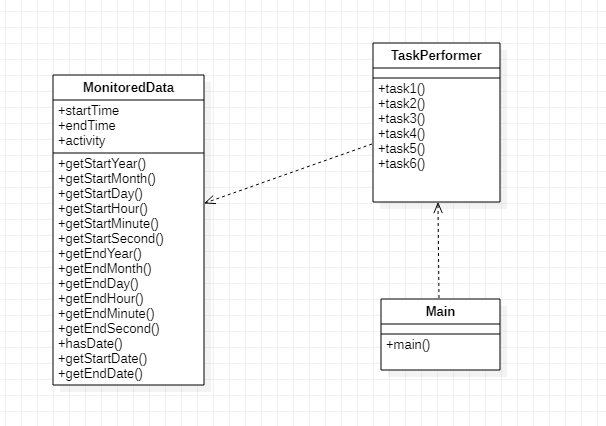 MonitoredData
+startTime
+endTime
+activity
+getStartYear()
+getStartMonth()
+getStartDay()
+getStartHour()
+getStartMinute()
+getStartSecond()
+getEndYear()
+getEndMonth()
+getEndDay()
+getEndHour()
+getEndMinute()
+getEndSecond()
+hasDate()
+getStartDate()
+getEndDate()
TaskPerformer
+task1()
+task2()
+task3()
+task4()
+task5()
+task6()
Main
+main()